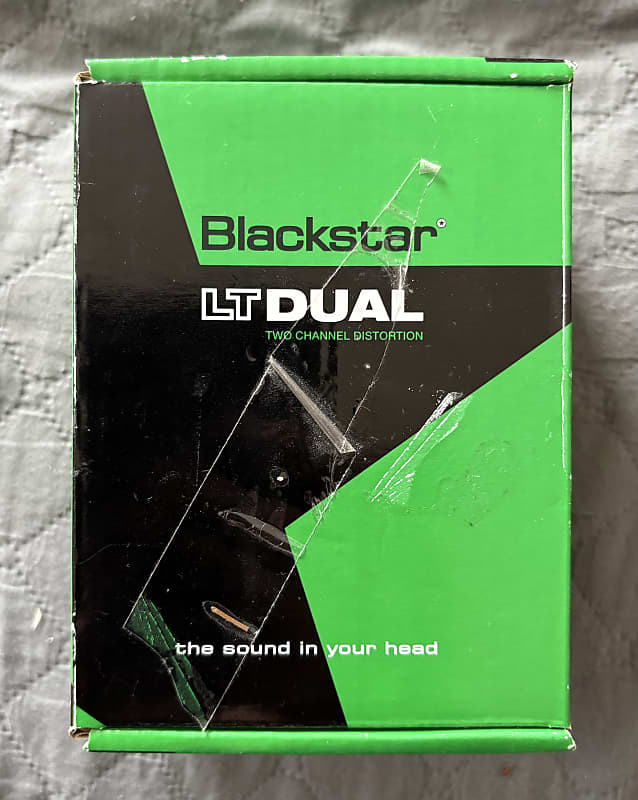 Blackstar
LT DUAL
TWO CHANNEL DISTORTION
the sound in your head